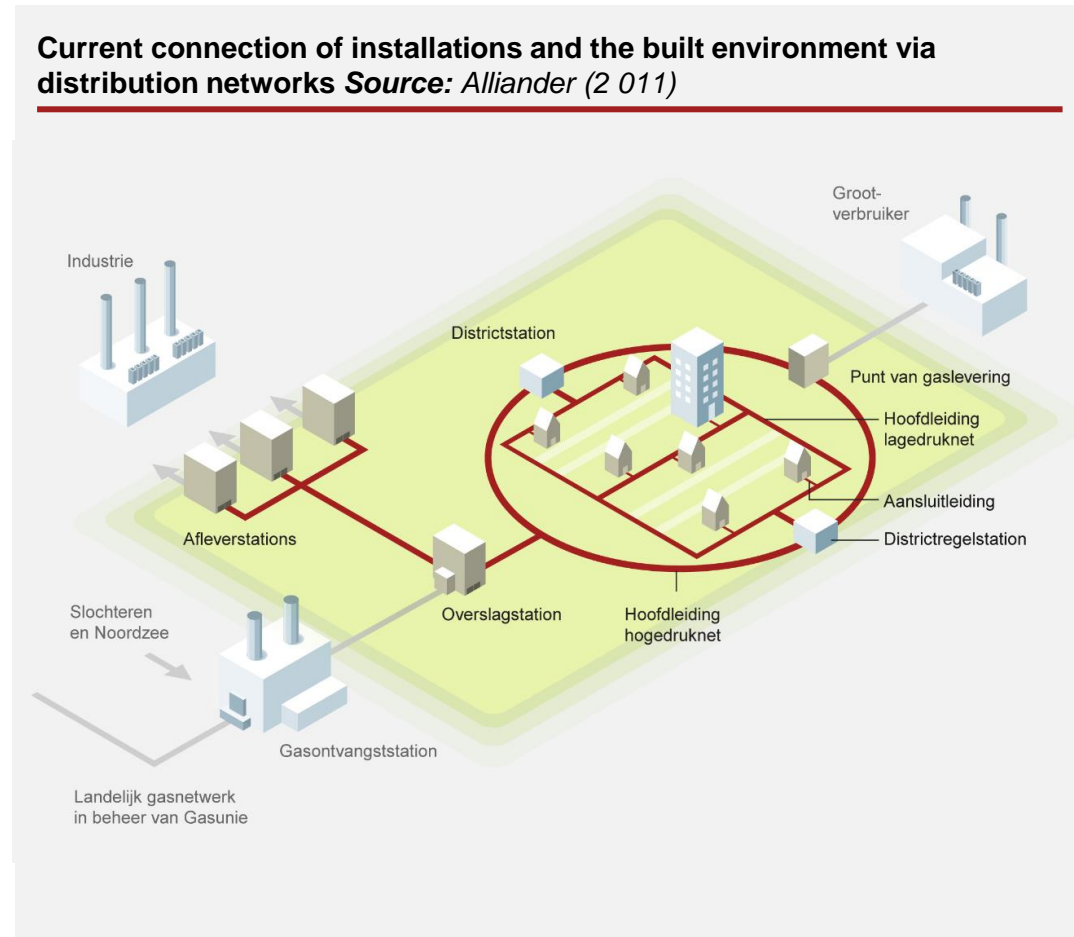 Current connection of installations and the built environment via
distribution networks Source: Alliander (2 011)
Groot-
verbruiker
Industrie
Districtstation
Punt van gaslevering
Hoofdleiding
lagedruknet
Aansluitleiding
Afleverstations
Districtregelstation
Slochteren
en Noordzee
Overslagstation
Hoofdleiding
hogedruknet
Gasontvangststation
Landelijk gasnetwerk
in beheer van Gasunie